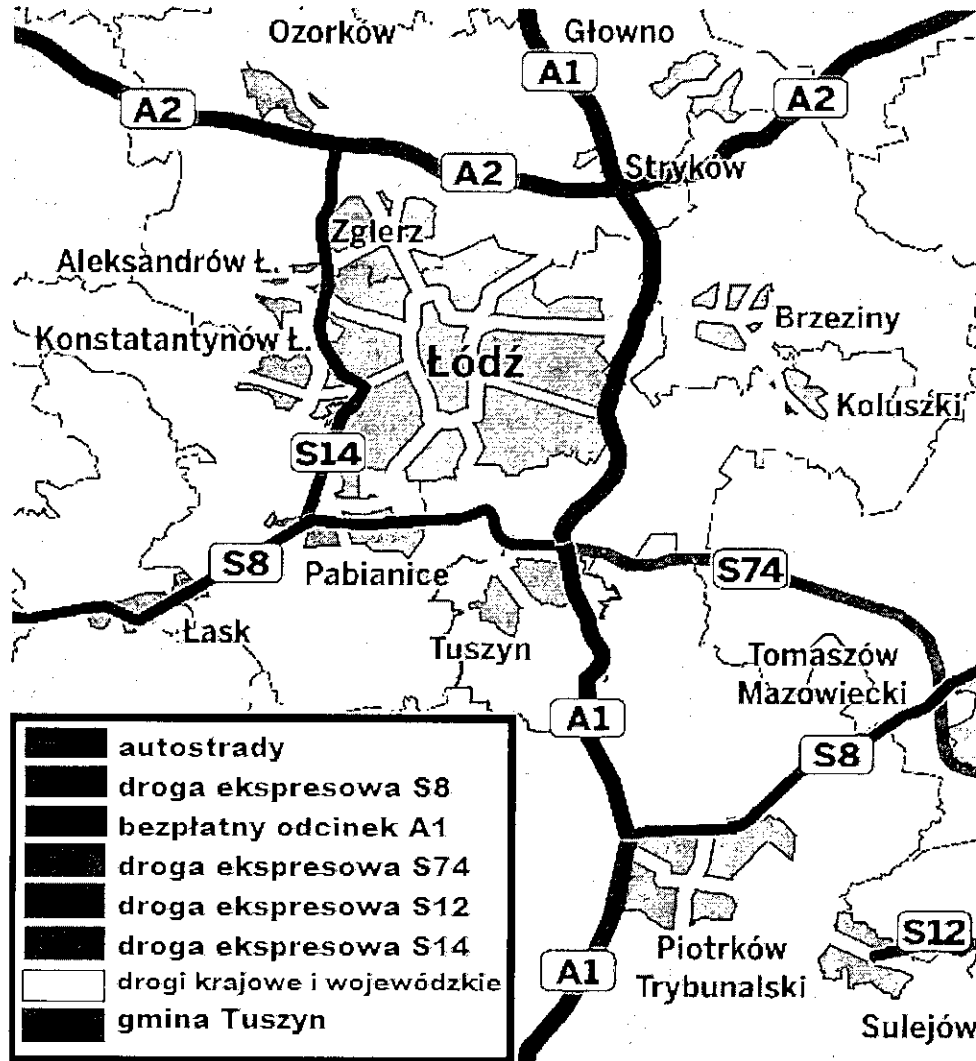 Ozorków
Głowno
A1
A2
A2
A2
Stryków
Zgierz
Aleksandrów Ł.
Konstatantynów Ł.
Łódź
Brzeziny
Koluszki
S14
S8
Pabianice
S74
Łask
Tuszyn
Tomaszów
Mazowiecki
A1
S8
autostrady
droga ekspresowa S8
bezpłatny odcinek A1
droga ekspresowa S74
droga ekspresowa S12
droga ekspresowa S14
drogi krajowe i wojewódzkie
gmina Tuszyn
A1
Piotrków
Trybunalski
S12
Sulejów